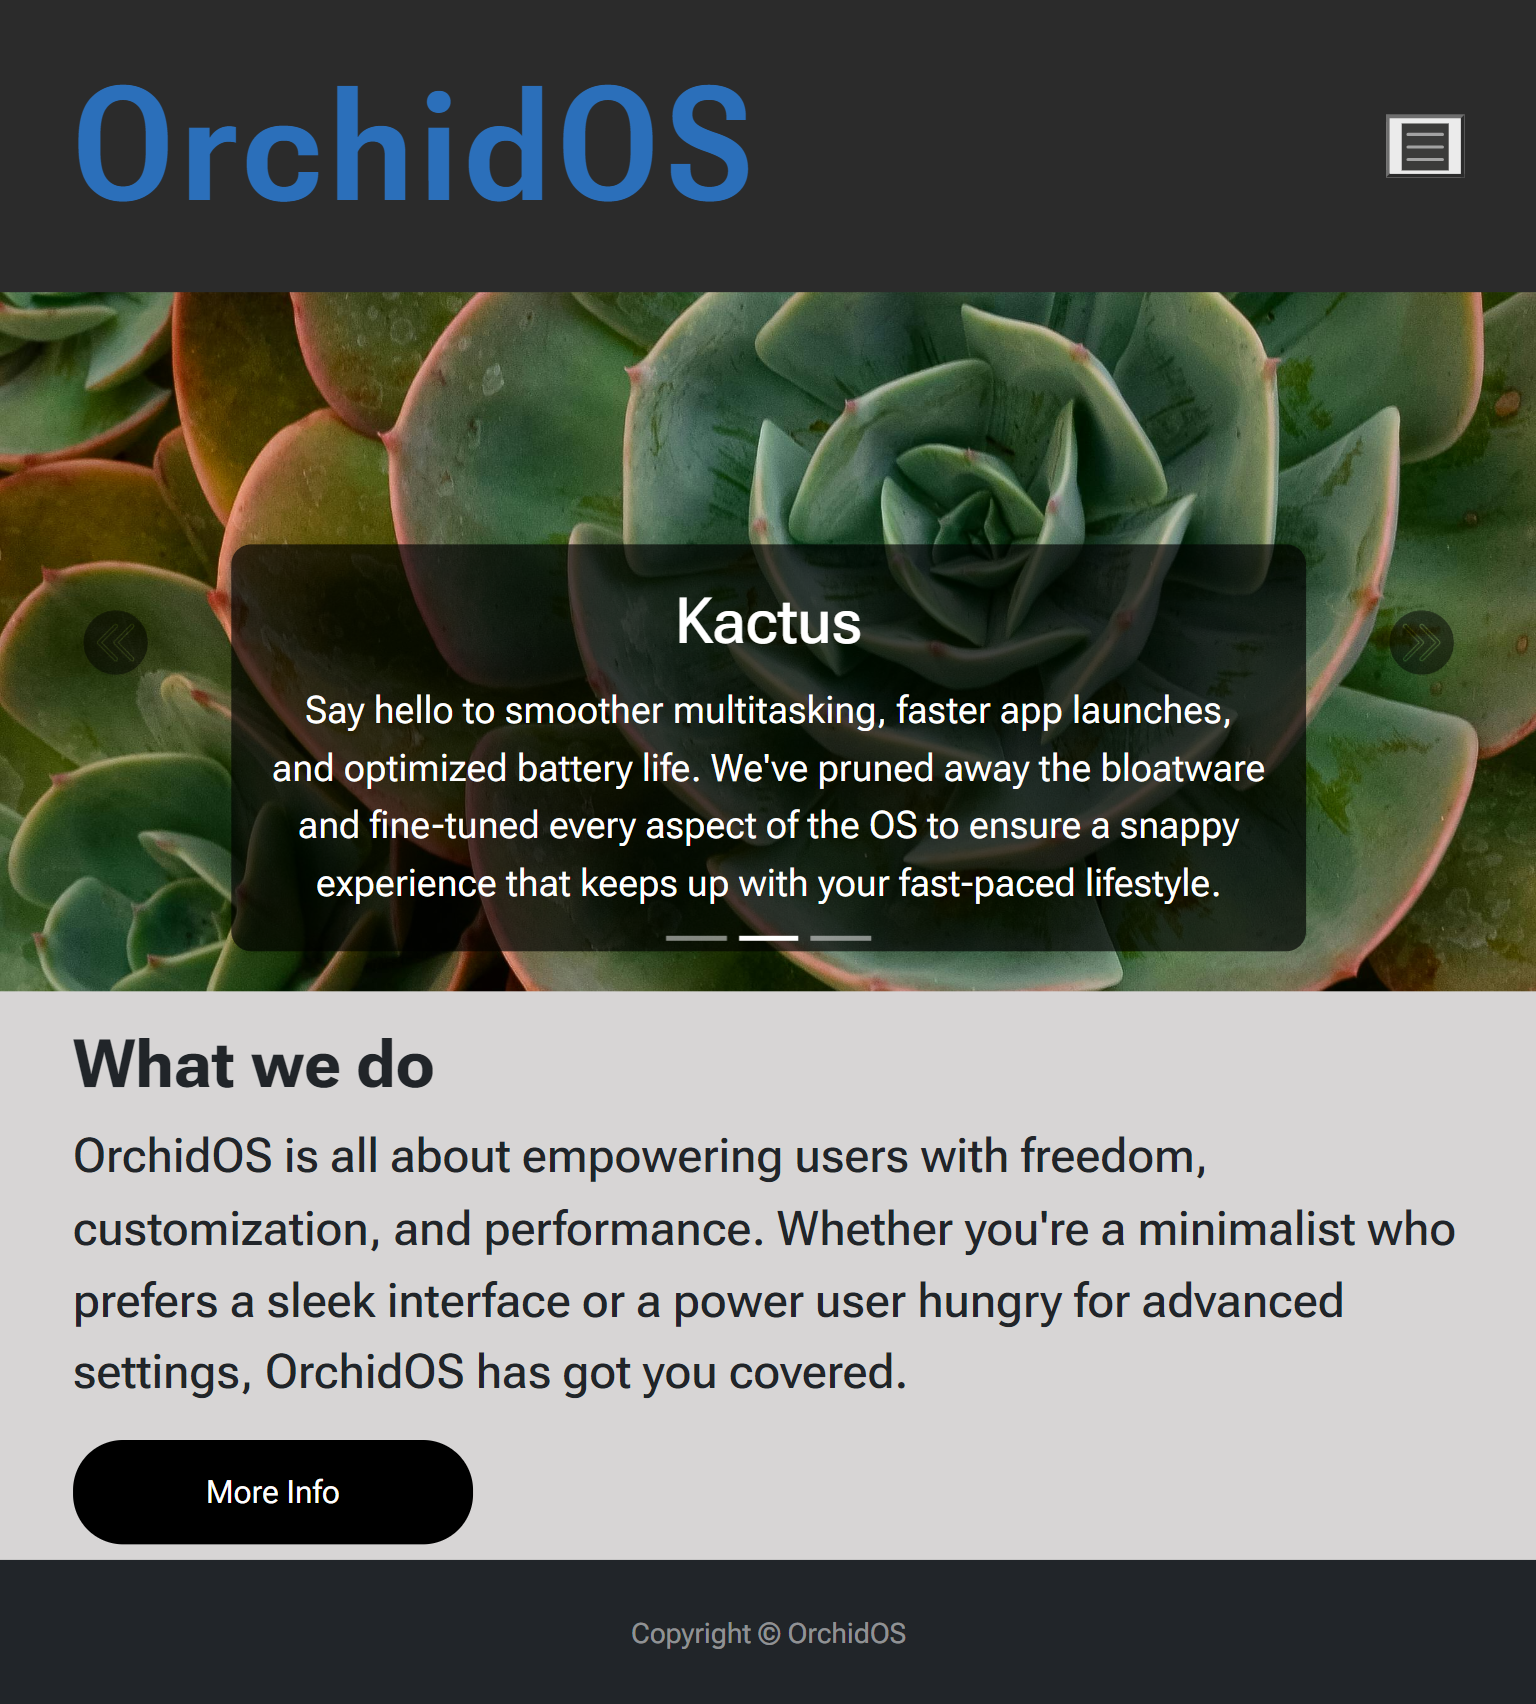 OrchidOS
Kactus
Say hello to smoother multitasking, faster app launches,
and optimized battery life. We've pruned away the bloatware
and fine-tuned every aspect of the OS to ensure a snappy
experience that keeps up with your fast-paced lifestyle.
What we do
OrchidOS is all about empowering users with freedom,
customization, and performance. Whether you're a minimalist who
prefers a sleek interface or a power user hungry for advanced
settings, OrchidOS has got you covered.
More Info
Copyright © OrchidOS